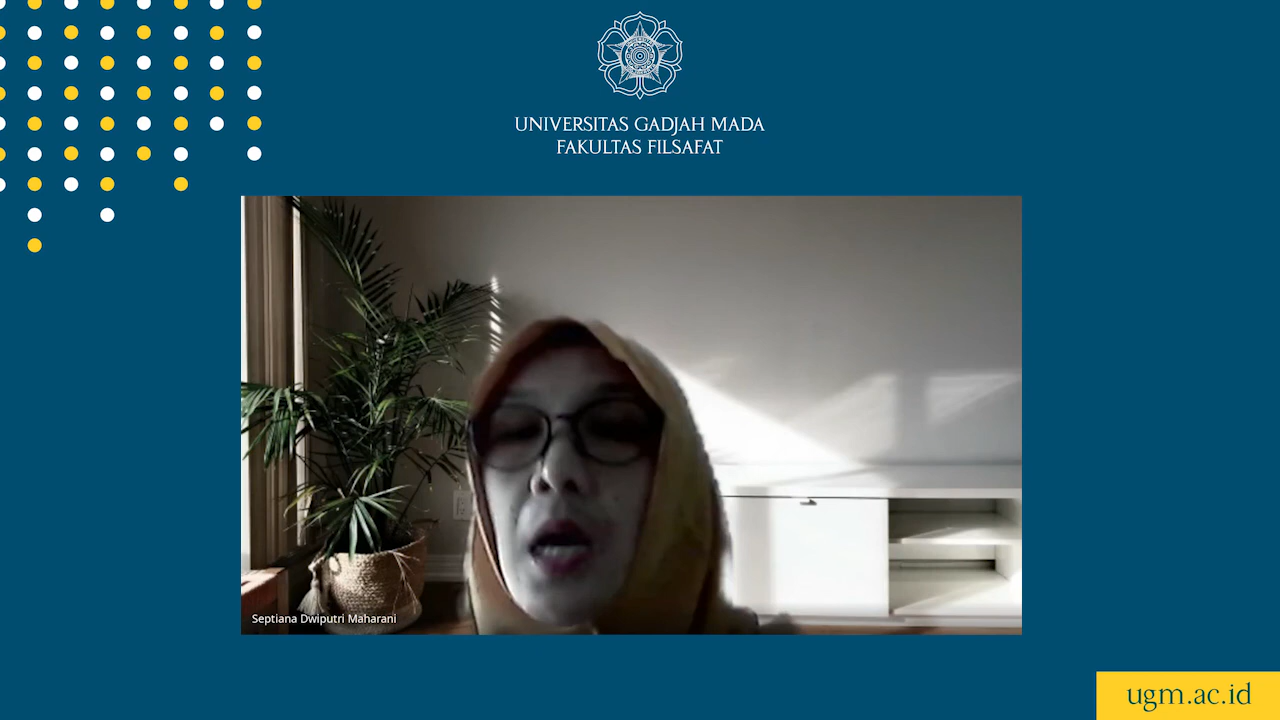 UNIVERSITAS GADJAH MADA
FAKULTAS FILSAFAT
Septiana Dwiputri Maharani
ugm.ac.id